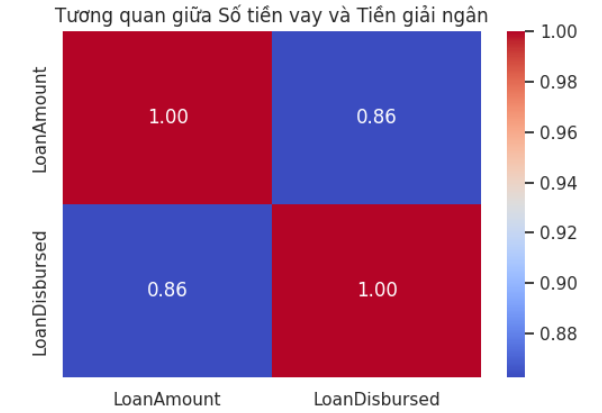 Tương quan giữa Số tiền vay và Tiền giải ngân
LoanAmount
1.00
0.86
LoanDisbursed
0.86
1.00
LoanAmount
LoanDisbursed
1.00
0.98
0.96
0.94
0.92
0.90
0.88